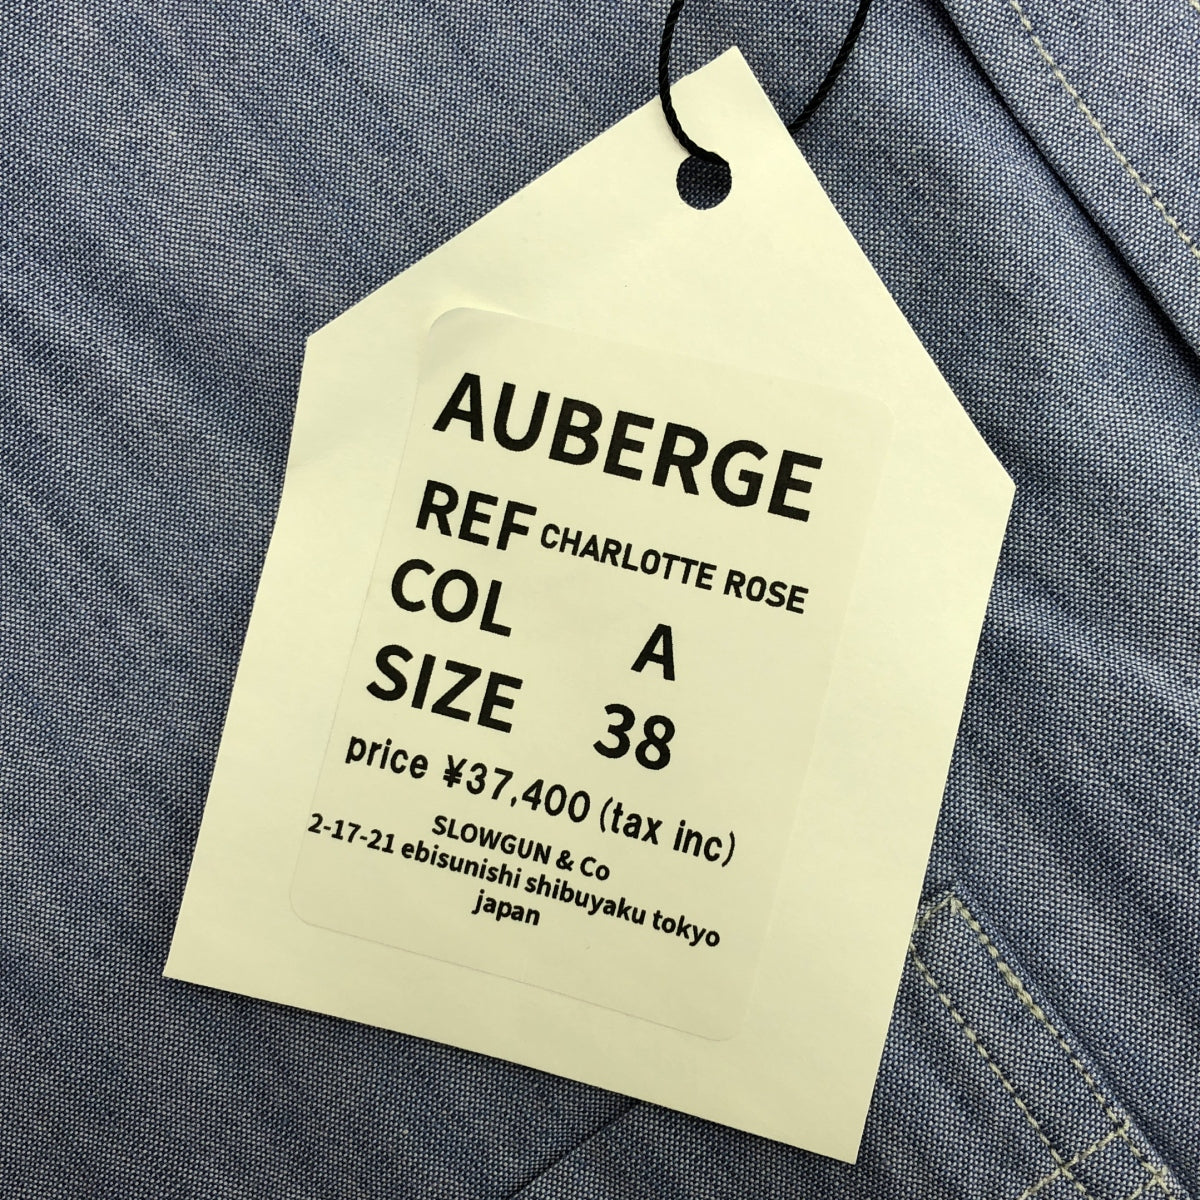 AUBERGE
REF CHARLOTTE ROSE
COL A
SIZE 38
price ¥37,400 (tax inc)
SLOWGUN & Co
2-17-21 ebisunishi shibuyaku tokyo
japan